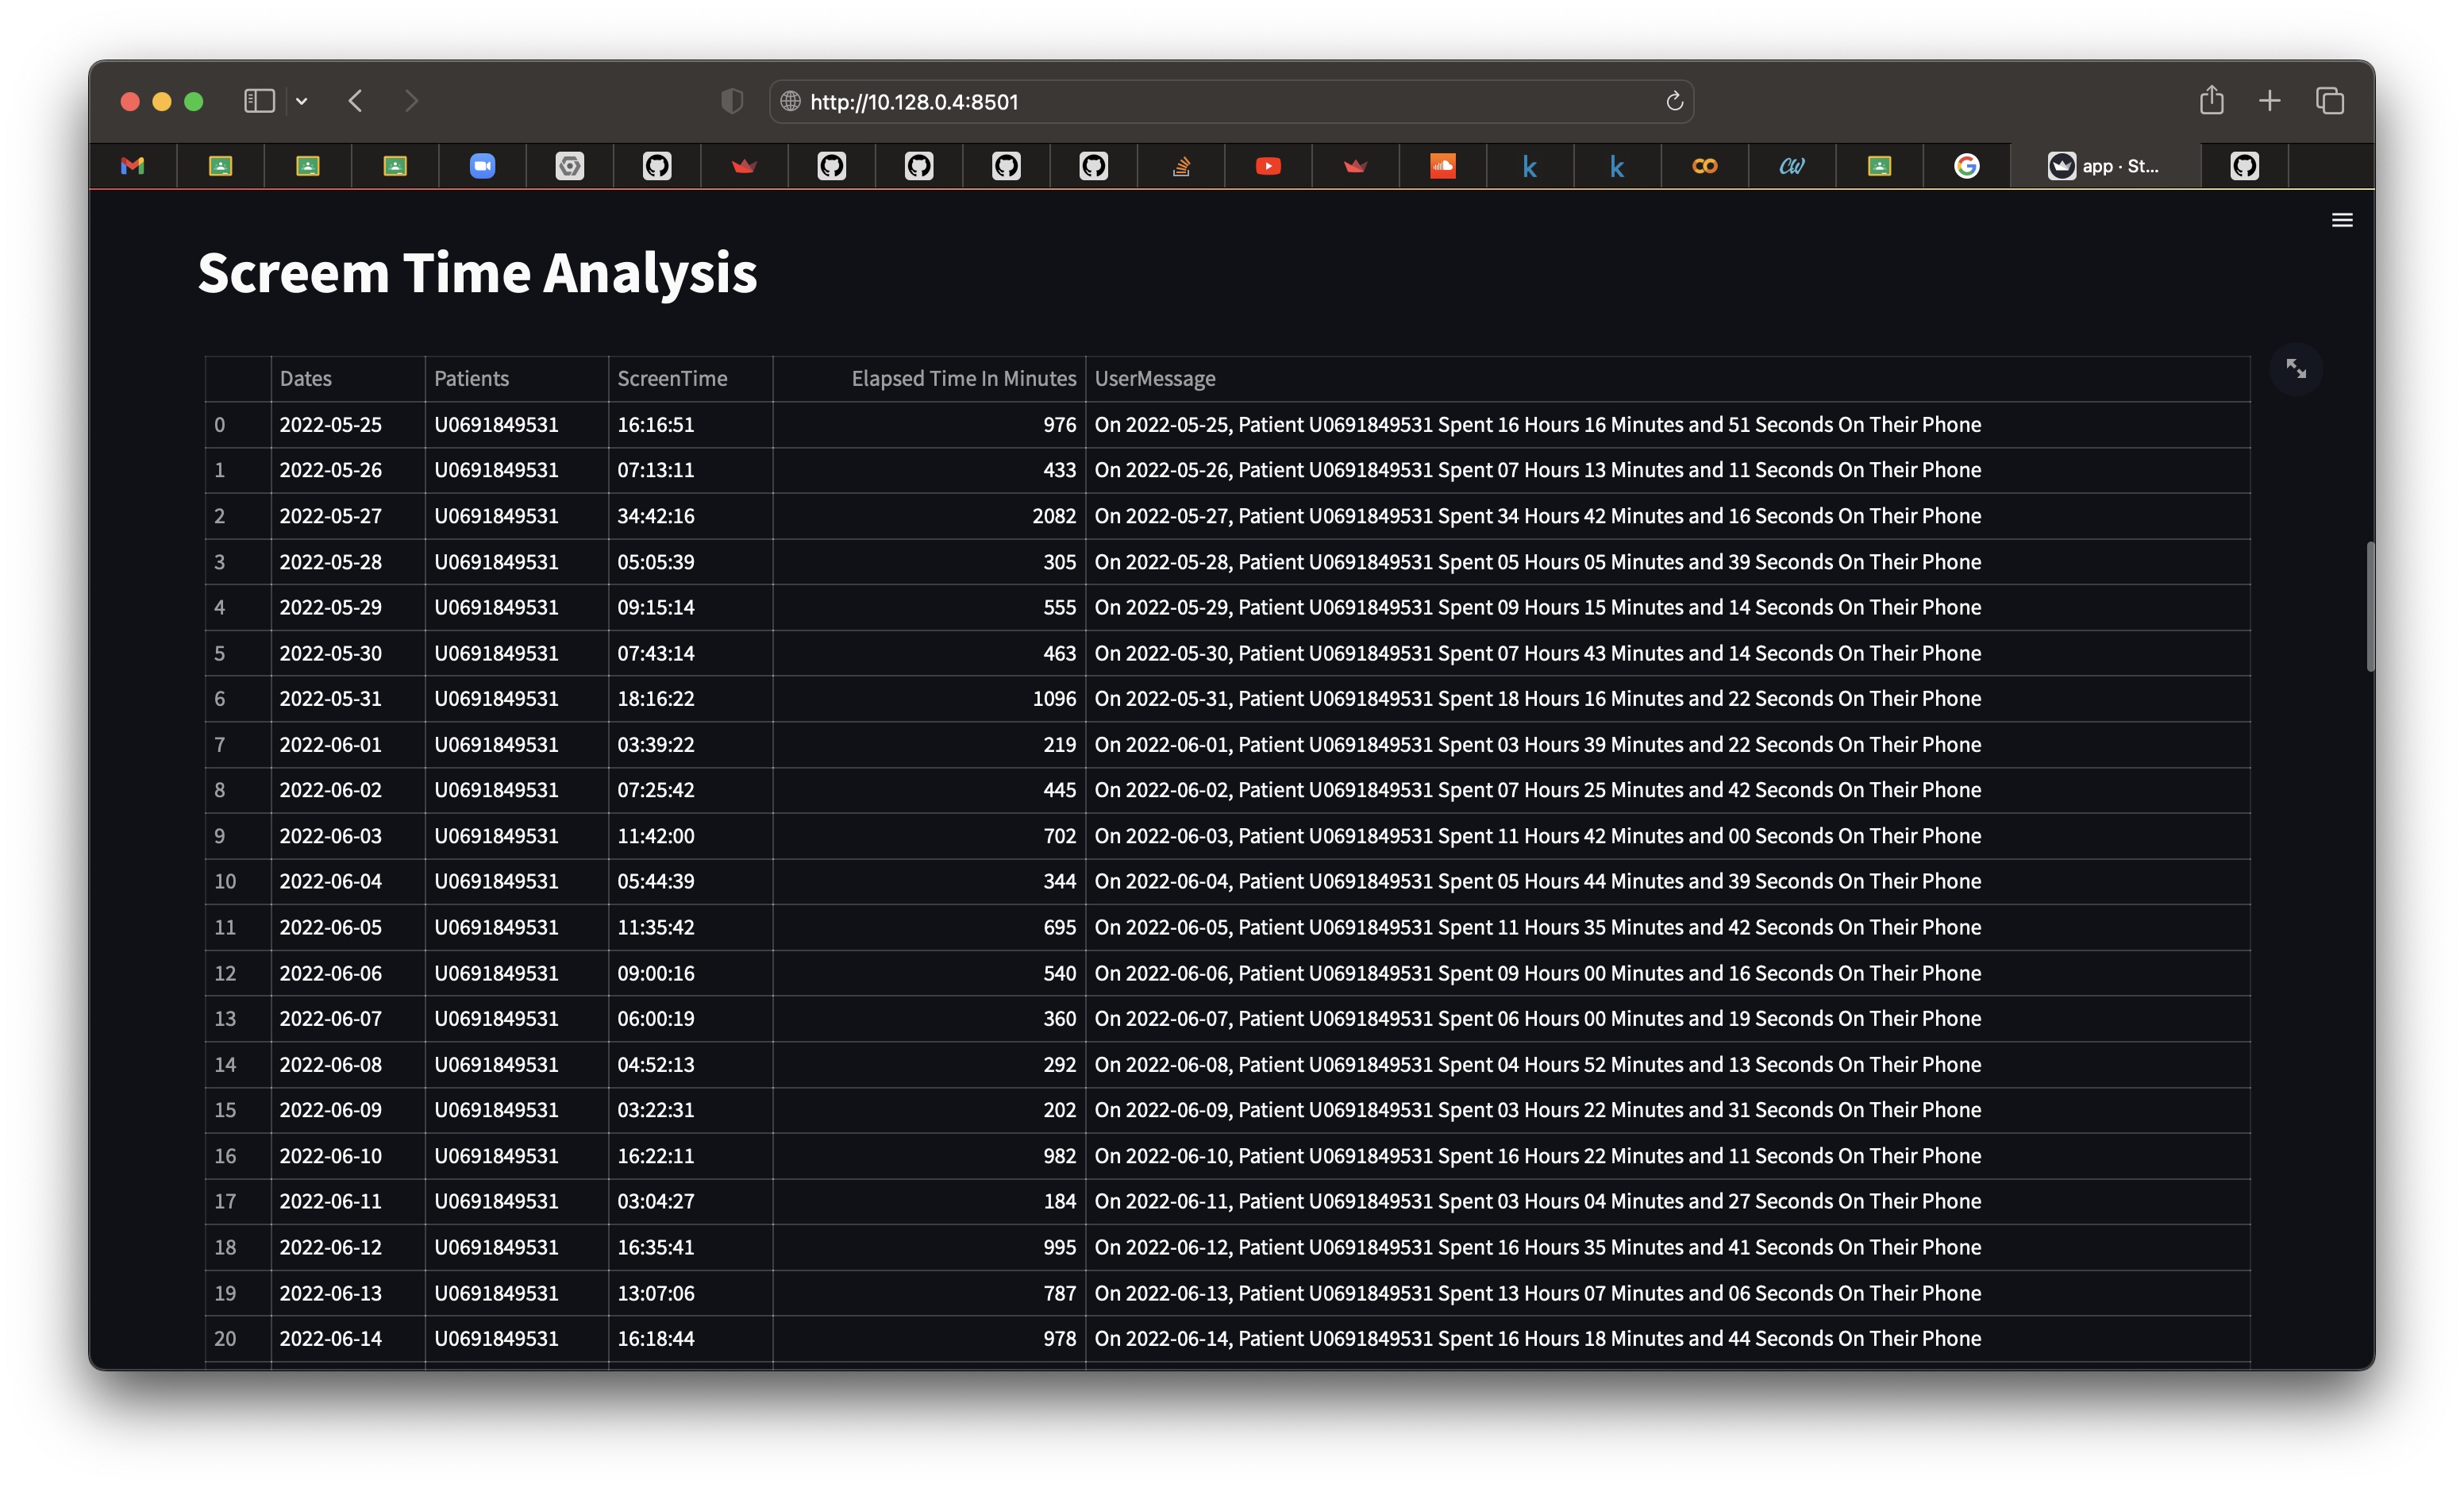 http://10.128.0.4:8501
k
k
CW
app · St...
Screem Time Analysis
Dates Patients ScreenTime Elapsed Time In Minutes UserMessage
0 2022-05-25 U0691849531 16:16:51 976 On 2022-05-25, Patient U0691849531 Spent 16 Hours 16 Minutes and 51 Seconds On Their Phone
1 2022-05-26 U0691849531 07:13:11 433 On 2022-05-26, Patient U0691849531 Spent 07 Hours 13 Minutes and 11 Seconds On Their Phone
2 2022-05-27 U0691849531 34:42:16 2082 On 2022-05-27, Patient U0691849531 Spent 34 Hours 42 Minutes and 16 Seconds On Their Phone
3 2022-05-28 U0691849531 05:05:39 305 On 2022-05-28, Patient U0691849531 Spent 05 Hours 05 Minutes and 39 Seconds On Their Phone
4 2022-05-29 U0691849531 09:15:14 555 On 2022-05-29, Patient U0691849531 Spent 09 Hours 15 Minutes and 14 Seconds On Their Phone
5 2022-05-30 U0691849531 07:43:14 463 On 2022-05-30, Patient U0691849531 Spent 07 Hours 43 Minutes and 14 Seconds On Their Phone
6 2022-05-31 U0691849531 18:16:22 1096 On 2022-05-31, Patient U0691849531 Spent 18 Hours 16 Minutes and 22 Seconds On Their Phone
7 2022-06-01 U0691849531 03:39:22 219 On 2022-06-01, Patient U0691849531 Spent 03 Hours 39 Minutes and 22 Seconds On Their Phone
8 2022-06-02 U0691849531 07:25:42 445 On 2022-06-02, Patient U0691849531 Spent 07 Hours 25 Minutes and 42 Seconds On Their Phone
9 2022-06-03 U0691849531 11:42:00 702 On 2022-06-03, Patient U0691849531 Spent 11 Hours 42 Minutes and 00 Seconds On Their Phone
10 2022-06-04 U0691849531 05:44:39 344 On 2022-06-04, Patient U0691849531 Spent 05 Hours 44 Minutes and 39 Seconds On Their Phone
11 2022-06-05 U0691849531 11:35:42 695 On 2022-06-05, Patient U0691849531 Spent 11 Hours 35 Minutes and 42 Seconds On Their Phone
12 2022-06-06 U0691849531 09:00:16 540 On 2022-06-06, Patient U0691849531 Spent 09 Hours 00 Minutes and 16 Seconds On Their Phone
13 2022-06-07 U0691849531 06:00:19 360 On 2022-06-07, Patient U0691849531 Spent 06 Hours 00 Minutes and 19 Seconds On Their Phone
14 2022-06-08 U0691849531 04:52:13 292 On 2022-06-08, Patient U0691849531 Spent 04 Hours 52 Minutes and 13 Seconds On Their Phone
15 2022-06-09 U0691849531 03:22:31 202 On 2022-06-09, Patient U0691849531 Spent 03 Hours 22 Minutes and 31 Seconds On Their Phone
16 2022-06-10 U0691849531 16:22:11 982 On 2022-06-10, Patient U0691849531 Spent 16 Hours 22 Minutes and 11 Seconds On Their Phone
17 2022-06-11 U0691849531 03:04:27 184 On 2022-06-11, Patient U0691849531 Spent 03 Hours 04 Minutes and 27 Seconds On Their Phone
18 2022-06-12 U0691849531 16:35:41 995 On 2022-06-12, Patient U0691849531 Spent 16 Hours 35 Minutes and 41 Seconds On Their Phone
19 2022-06-13 U0691849531 13:07:06 787 On 2022-06-13, Patient U0691849531 Spent 13 Hours 07 Minutes and 06 Seconds On Their Phone
20 2022-06-14 U0691849531 16:18:44 978 On 2022-06-14, Patient U0691849531 Spent 16 Hours 18 Minutes and 44 Seconds On Their Phone